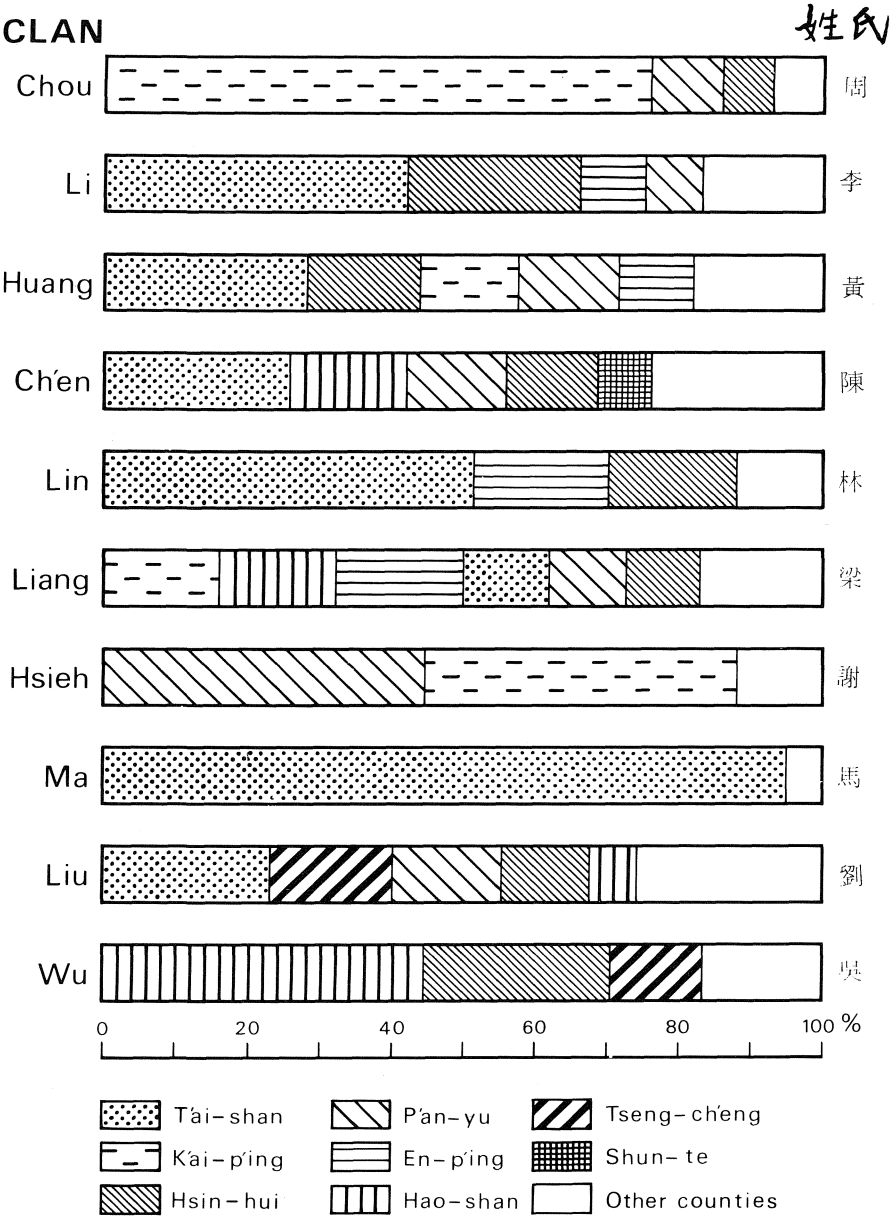 CLAN 姓氏
Chou 周
Li 李
Huang 黃
Ch'en 陳
Lin 林
Liang 梁
Hsieh 謝
Ma 馬
Liu 劉
Wu 吳
0 20 40 60 80 100 %
T'ai-shan P'an-yu Tseng-ch'eng
K'ai-p'ing En-p'ing Shun-te
Hsin-hui Hao-shan Other counties